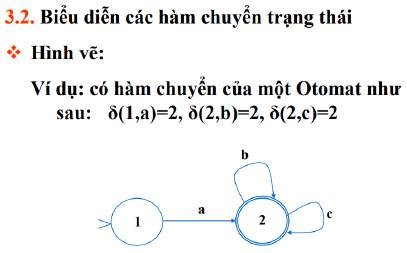 3.2. Biểu diễn các hàm chuyển trạng thái
❖ Hình vẽ:
Ví dụ: có hàm chuyển của một Otomat như
sau: δ(1,a)=2, δ(2,b)=2, δ(2,c)=2
b
a
1
2
c